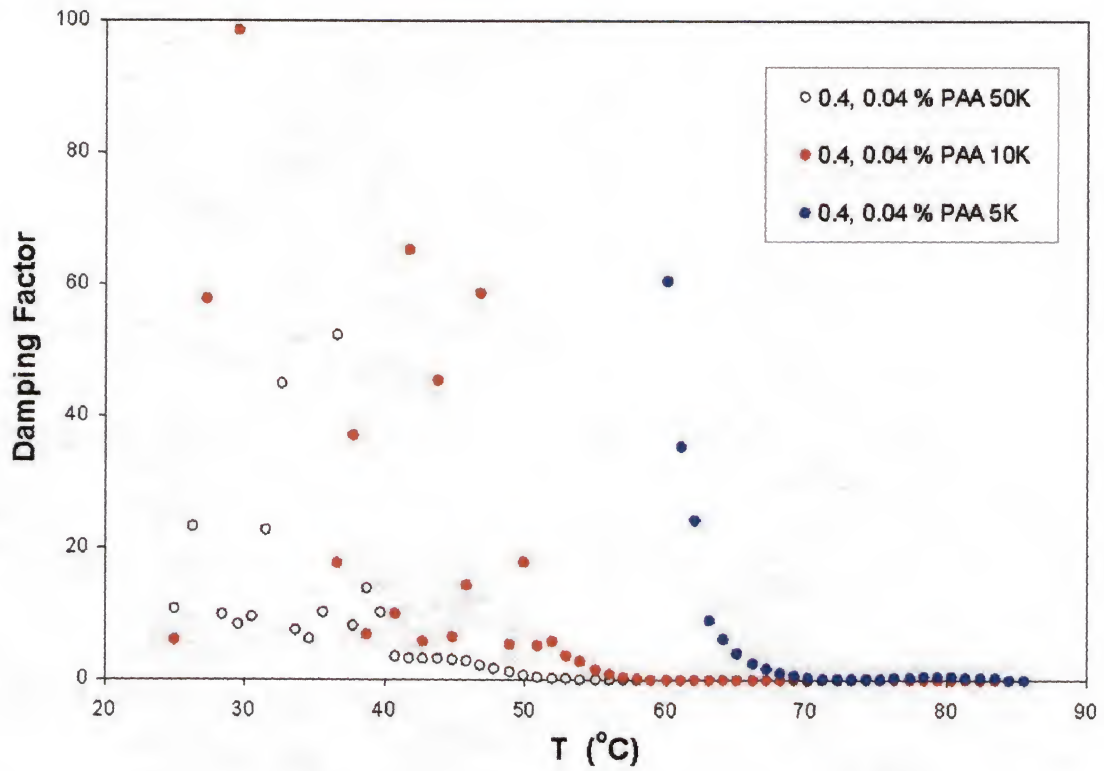 100
80
60
40
20
0
Damping Factor
0.4, 0.04 % PAA 50K
0.4, 0.04 % PAA 10K
0.4, 0.04 % PAA 5K
20 30 40 50 60 70 80 90
T (°C)